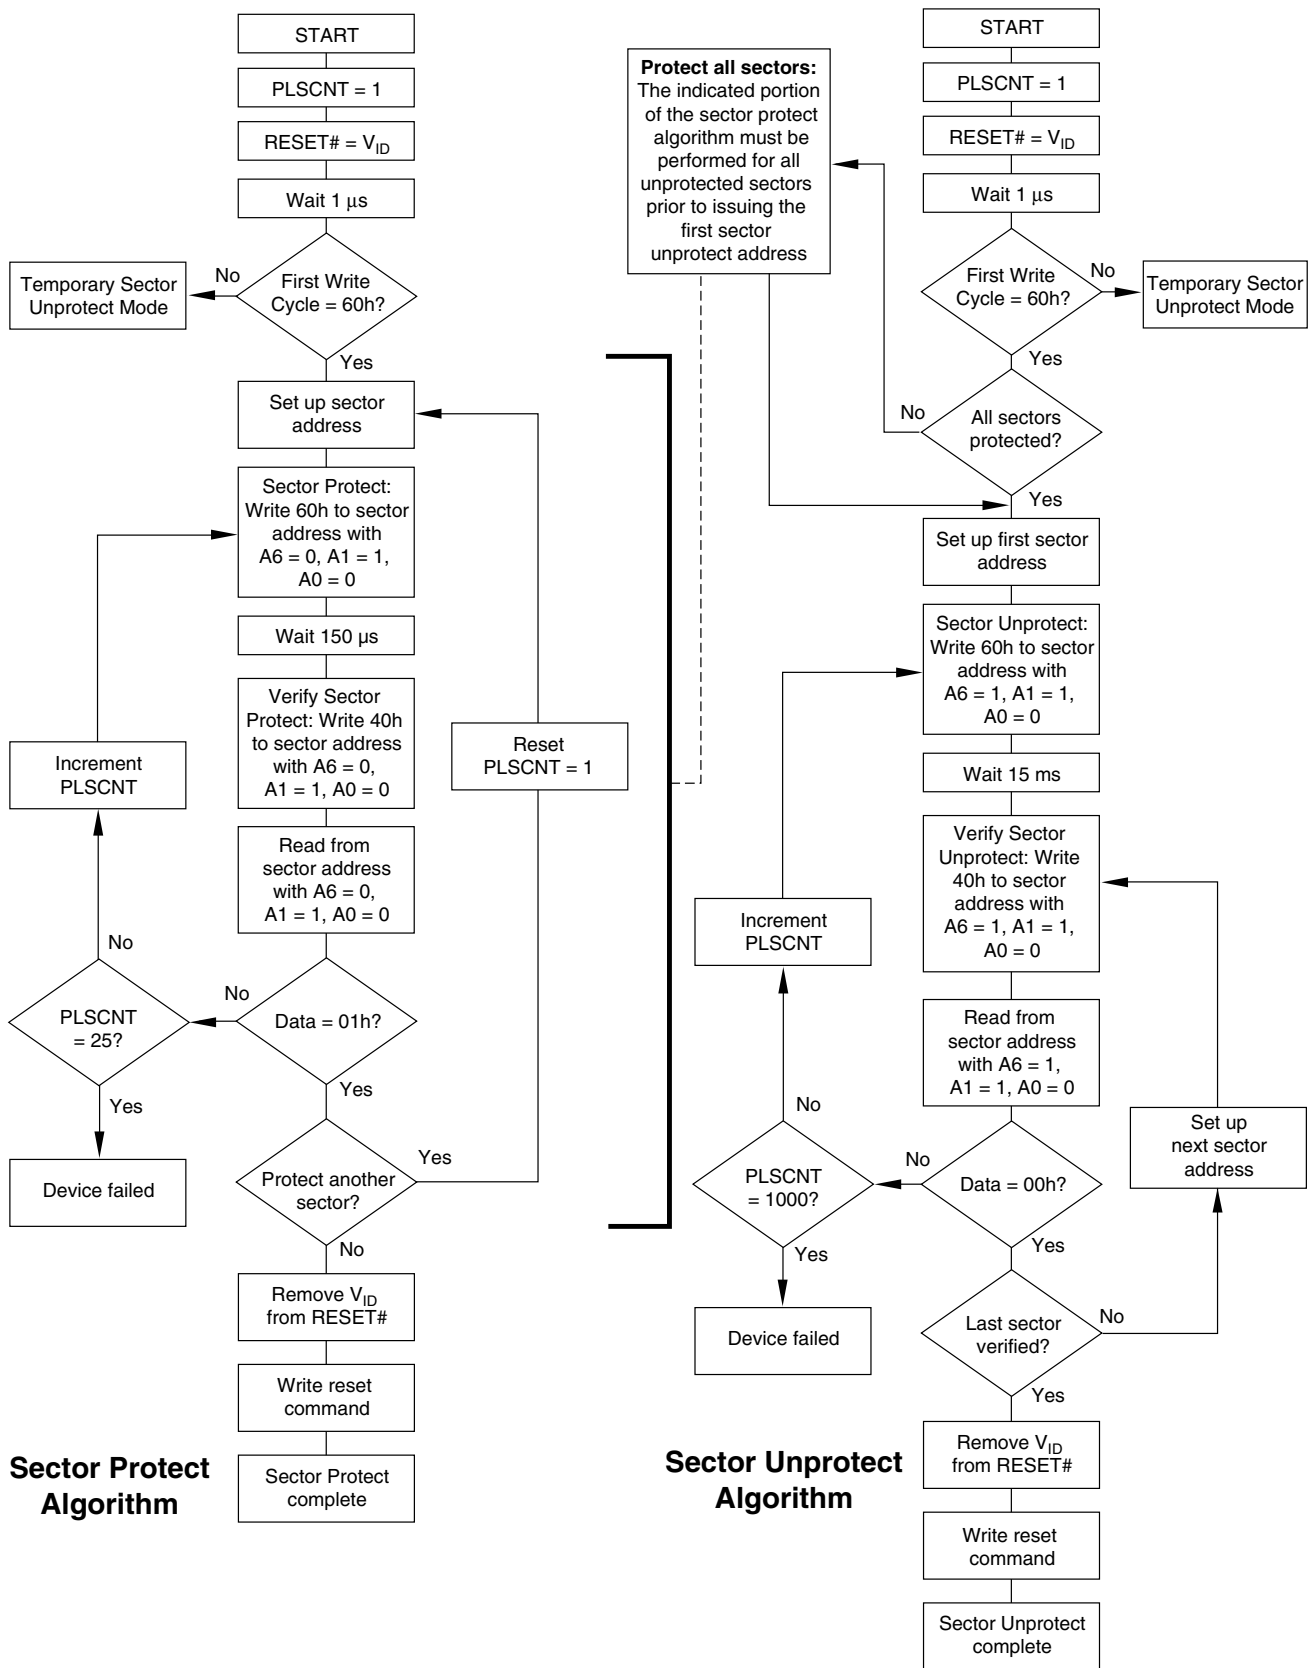 START
PLSCNT = 1
RESET# = VID
Wait 1 μs
First Write
Cycle = 60h?
No
Temporary Sector
Unprotect Mode
Yes
Set up sector
address
Sector Protect:
Write 60h to sector
address with
A6 = 0, A1 = 1,
A0 = 0
Wait 150 µs
Verify Sector
Protect: Write 40h
to sector address
with A6 = 0,
A1 = 1, A0 = 0
Increment
PLSCNT
Reset
PLSCNT = 1
Read from
sector address
with A6 = 0,
A1 = 1, A0 = 0
No
No
PLSCNT
= 25?
Data = 01h?
Yes
Yes
Device failed
Protect another
sector?
Yes
No
Remove VID
from RESET#
Write reset
command
Sector Protect
complete
Sector Protect
Algorithm
Protect all sectors:
The indicated portion
of the sector protect
algorithm must be
performed for all
unprotected sectors
prior to issuing the
first sector
unprotect address
START
PLSCNT = 1
RESET# = VID
Wait 1 μs
First Write
Cycle = 60h?
No
Temporary Sector
Unprotect Mode
Yes
No
All sectors
protected?
Yes
Set up first sector
address
Sector Unprotect:
Write 60h to sector
address with
A6 = 1, A1 = 1,
A0 = 0
Wait 15 ms
Verify Sector
Unprotect: Write
40h to sector
address with
A6 = 1, A1 = 1,
A0 = 0
Increment
PLSCNT
Read from
sector address
with A6 = 1,
A1 = 1, A0 = 0
No
Set up
next sector
address
No
PLSCNT
= 1000?
Data = 00h?
Yes
Yes
Device failed
Last sector
verified?
No
Yes
Remove VID
from RESET#
Write reset
command
Sector Unprotect
complete
Sector Unprotect
Algorithm